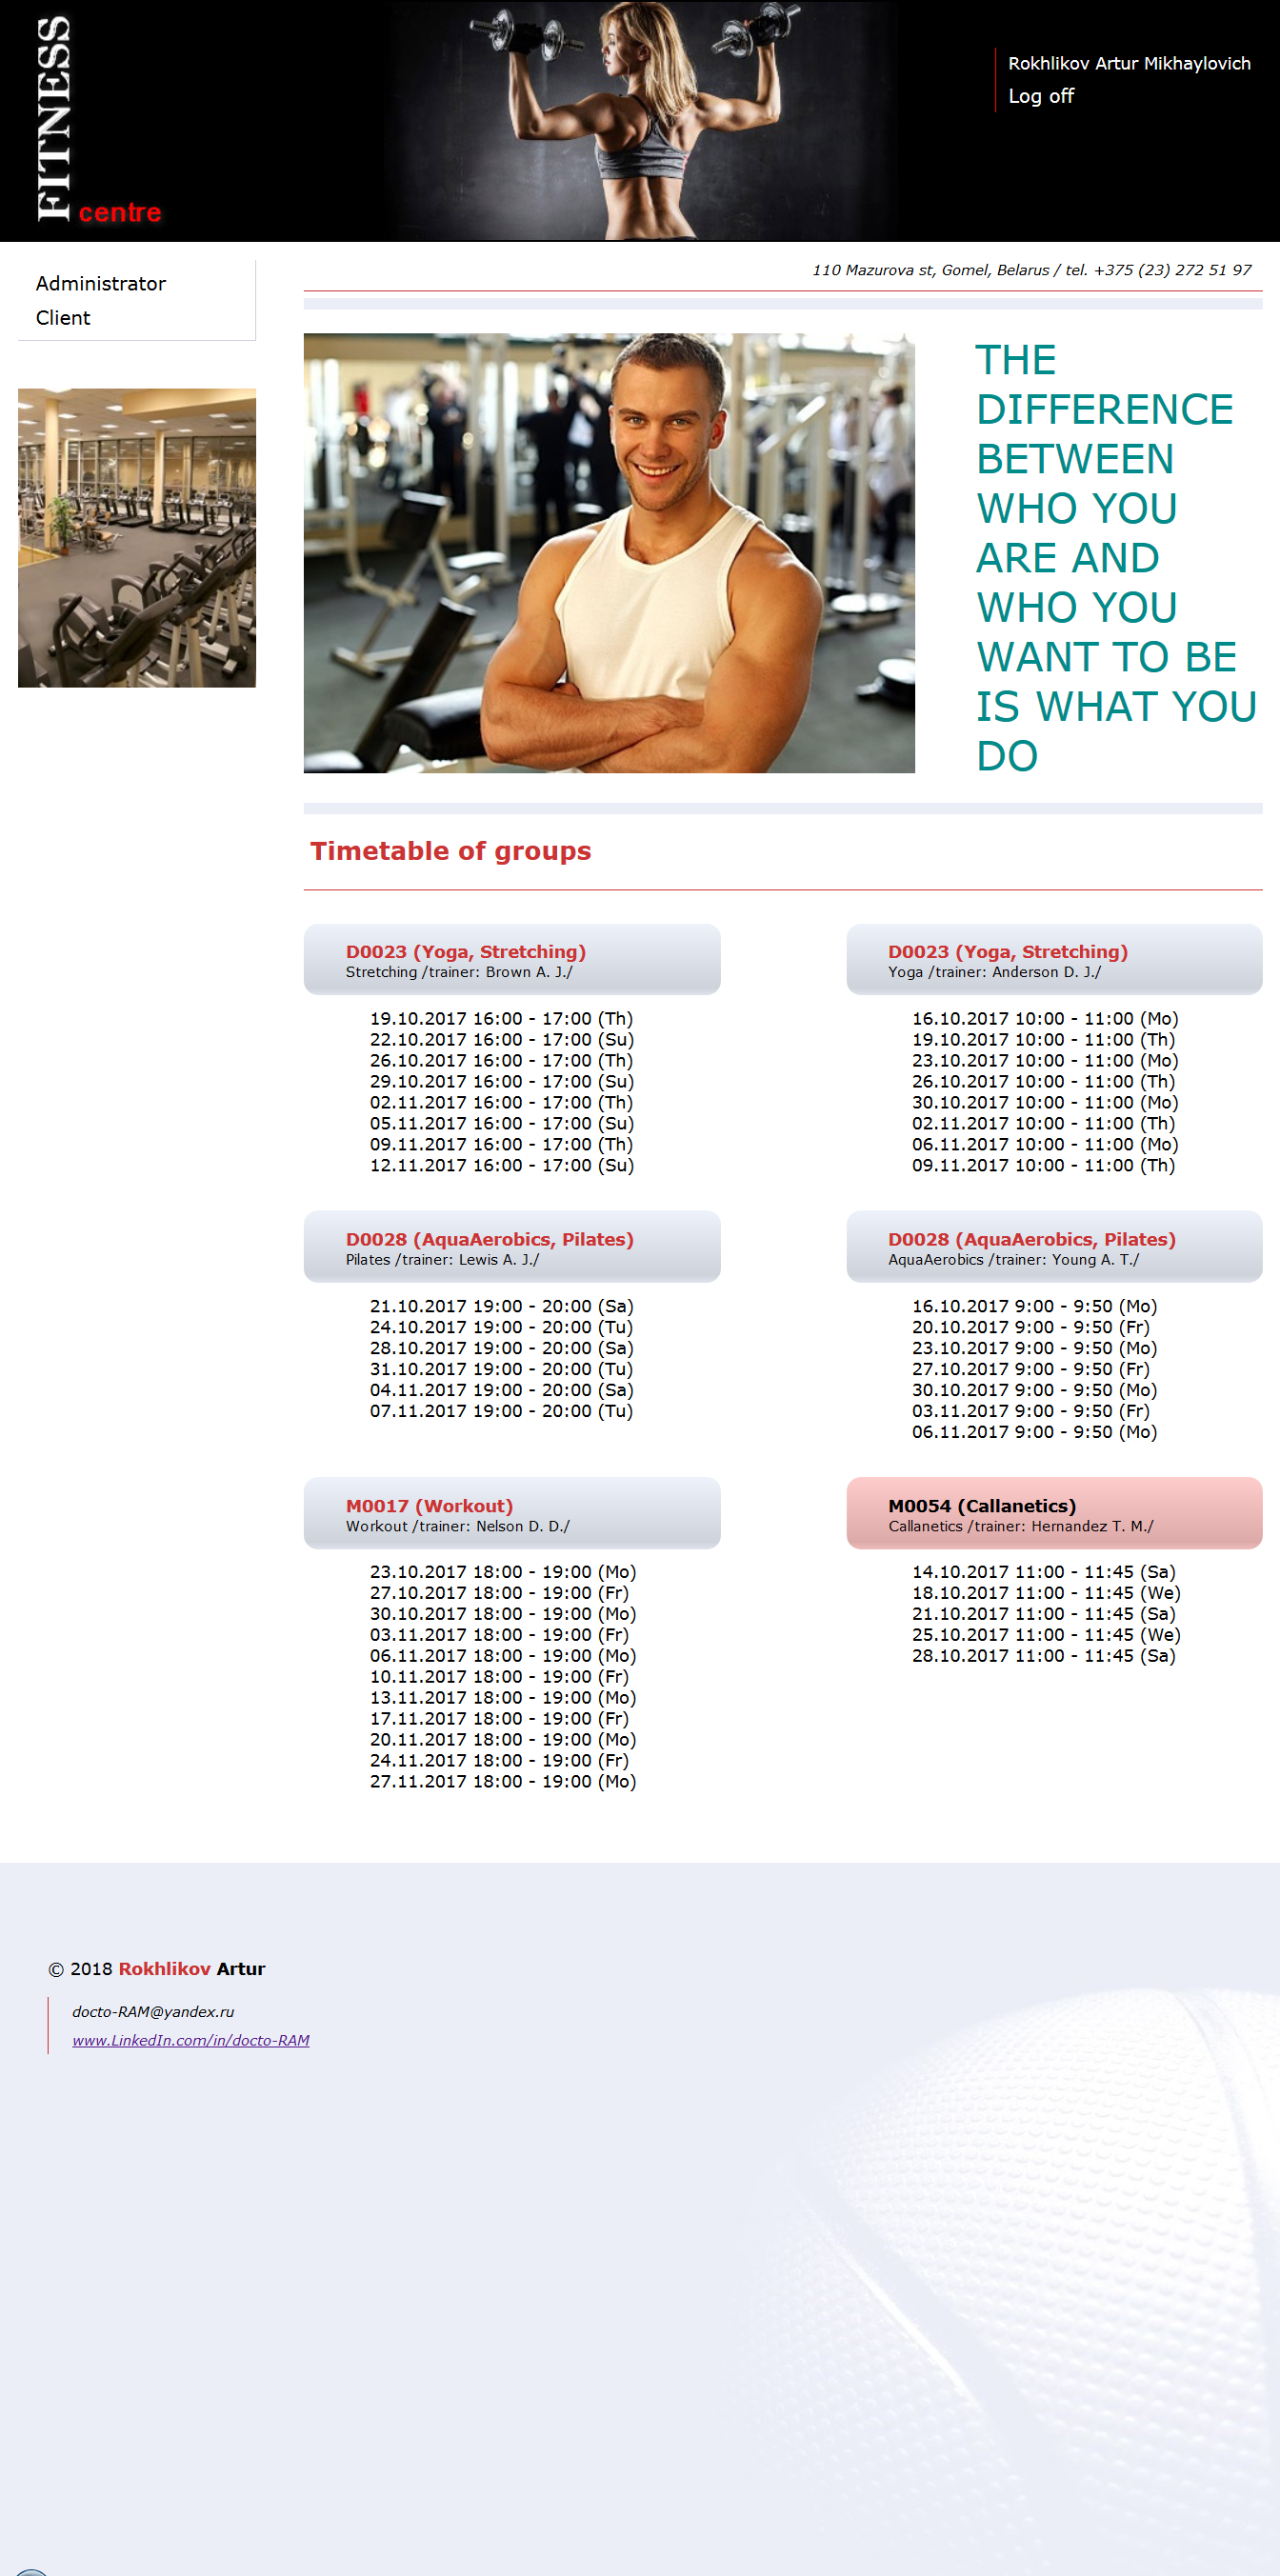 FITNESS
centre
Rokhlikov Artur Mikhaylovich
Log off
Administrator
Client
110 Mazurova st, Gomel, Belarus / tel. +375 (23) 272 51 97
THE
DIFFERENCE
BETWEEN
WHO YOU
ARE AND
WHO YOU
WANT TO BE
IS WHAT YOU
DO
Timetable of groups
D0023 (Yoga, Stretching)
Stretching /trainer: Brown A. J./
19.10.2017 16:00 - 17:00 (Th)
22.10.2017 16:00 - 17:00 (Su)
26.10.2017 16:00 - 17:00 (Th)
29.10.2017 16:00 - 17:00 (Su)
02.11.2017 16:00 - 17:00 (Th)
05.11.2017 16:00 - 17:00 (Su)
09.11.2017 16:00 - 17:00 (Th)
12.11.2017 16:00 - 17:00 (Su)
D0023 (Yoga, Stretching)
Yoga /trainer: Anderson D. J./
16.10.2017 10:00 - 11:00 (Mo)
19.10.2017 10:00 - 11:00 (Th)
23.10.2017 10:00 - 11:00 (Mo)
26.10.2017 10:00 - 11:00 (Th)
30.10.2017 10:00 - 11:00 (Mo)
02.11.2017 10:00 - 11:00 (Th)
06.11.2017 10:00 - 11:00 (Mo)
09.11.2017 10:00 - 11:00 (Th)
D0028 (AquaAerobics, Pilates)
Pilates /trainer: Lewis A. J./
21.10.2017 19:00 - 20:00 (Sa)
24.10.2017 19:00 - 20:00 (Tu)
28.10.2017 19:00 - 20:00 (Sa)
31.10.2017 19:00 - 20:00 (Tu)
04.11.2017 19:00 - 20:00 (Sa)
07.11.2017 19:00 - 20:00 (Tu)
D0028 (AquaAerobics, Pilates)
AquaAerobics /trainer: Young A. T./
16.10.2017 9:00 - 9:50 (Mo)
20.10.2017 9:00 - 9:50 (Fr)
23.10.2017 9:00 - 9:50 (Mo)
27.10.2017 9:00 - 9:50 (Fr)
30.10.2017 9:00 - 9:50 (Mo)
03.11.2017 9:00 - 9:50 (Fr)
06.11.2017 9:00 - 9:50 (Mo)
M0017 (Workout)
Workout /trainer: Nelson D. D./
23.10.2017 18:00 - 19:00 (Mo)
27.10.2017 18:00 - 19:00 (Fr)
30.10.2017 18:00 - 19:00 (Mo)
03.11.2017 18:00 - 19:00 (Fr)
06.11.2017 18:00 - 19:00 (Mo)
10.11.2017 18:00 - 19:00 (Fr)
13.11.2017 18:00 - 19:00 (Mo)
17.11.2017 18:00 - 19:00 (Fr)
20.11.2017 18:00 - 19:00 (Mo)
24.11.2017 18:00 - 19:00 (Fr)
27.11.2017 18:00 - 19:00 (Mo)
M0054 (Callanetics)
Callanetics /trainer: Hernandez T. M./
14.10.2017 11:00 - 11:45 (Sa)
18.10.2017 11:00 - 11:45 (We)
21.10.2017 11:00 - 11:45 (Sa)
25.10.2017 11:00 - 11:45 (We)
28.10.2017 11:00 - 11:45 (Sa)
© 2018 Rokhlikov Artur
docto-RAM@yandex.ru
www.LinkedIn.com/in/docto-RAM